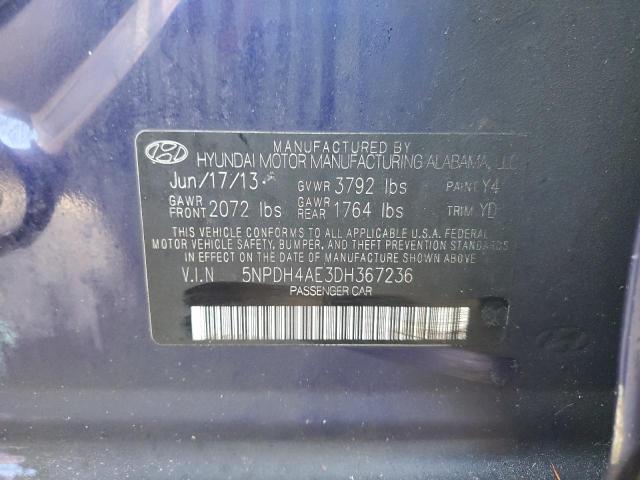 MANUFACTURED BY
HYUNDAI MOTOR MANUFACTURING ALABAMA, LLC
Jun/17/13 GVWR 3792 lbs PAINT Y4
GAWR FRONT 2072 lbs GAWR REAR 1764 lbs TRIM YD
THIS VEHICLE CONFORMS TO ALL APPLICABLE U.S.A. FEDERAL
MOTOR VEHICLE SAFETY, BUMPER, AND THEFT PREVENTION STANDARDS
IN EFFECT ON THE DATE OF MANUFACTURE SHOWN ABOVE.
V.I.N 5NPDH4AE3DH367236
PASSENGER CAR